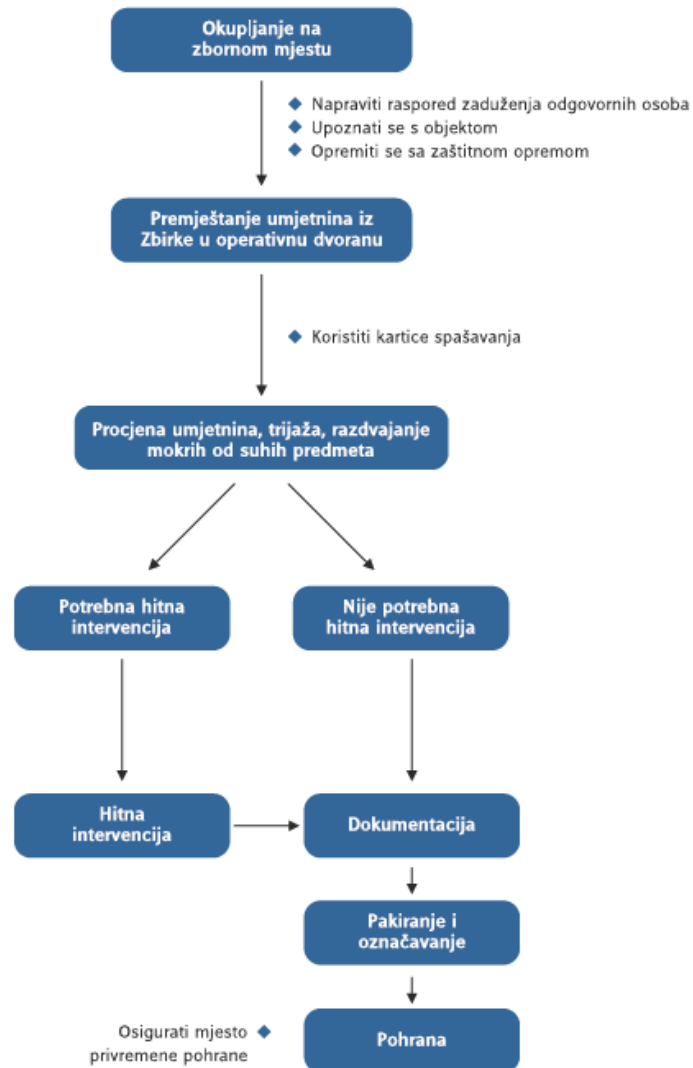 Okupljanje na
zbornom mjestu
Napraviti raspored zaduženja odgovornih osoba
Upoznati se s objektom
Opremiti se sa zaštitnom opremom
Premještanje umjetnina iz
Zbirke u operativnu dvoranu
Koristiti kartice spašavanja
Procjena umjetnina, trijaža, razdvajanje
mokrih od suhih predmeta
Potrebna hitna
intervencija
Nije potrebna
hitna intervencija
Hitna
intervencija
Dokumentacija
Pakiranje i
označavanje
Osigurati mjesto
privremene pohrane
Pohrana